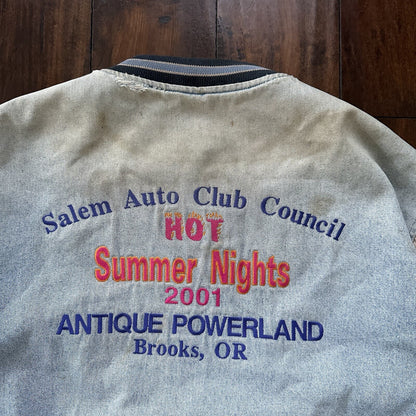 Salem Auto Club Council
HOT
Summer Nights
2001
ANTIQUE POWERLAND
Brooks, OR